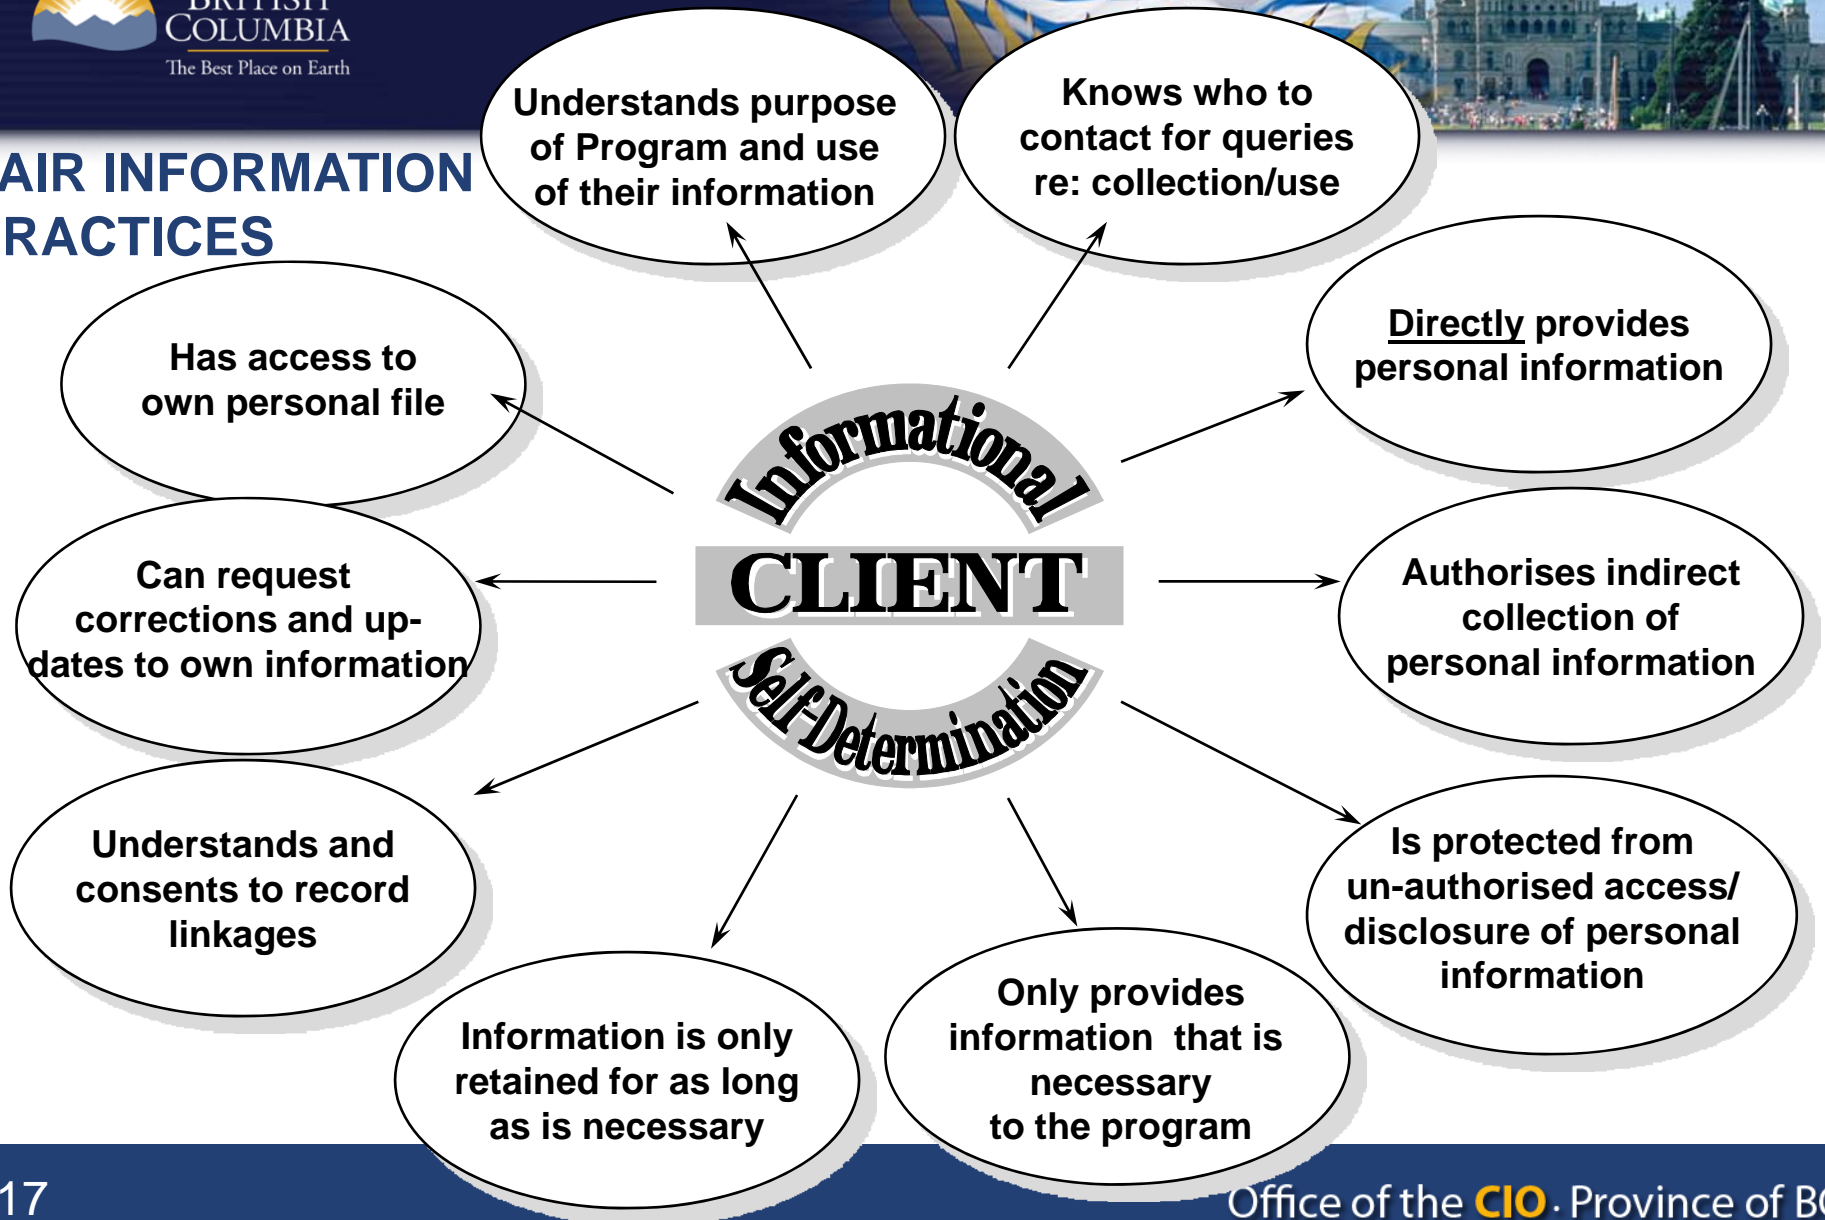 COLUMBIA
The Best Place on Earth
AIR INFORMATION
RACTICES
Understands purpose
of Program and use
of their information
Knows who to
contact for queries
re: collection/use
Directly provides
personal information
Authorises indirect
collection of
personal information
Is protected from
un-authorised access/
disclosure of personal
information
Only provides
information that is
necessary
to the program
Information is only
retained for as long
as is necessary
Understands and
consents to record
linkages
Can request
corrections and up-
dates to own information
Has access to
own personal file
Informational
CLIENT
Self-Determination
17
Office of the CIO · Province of BC